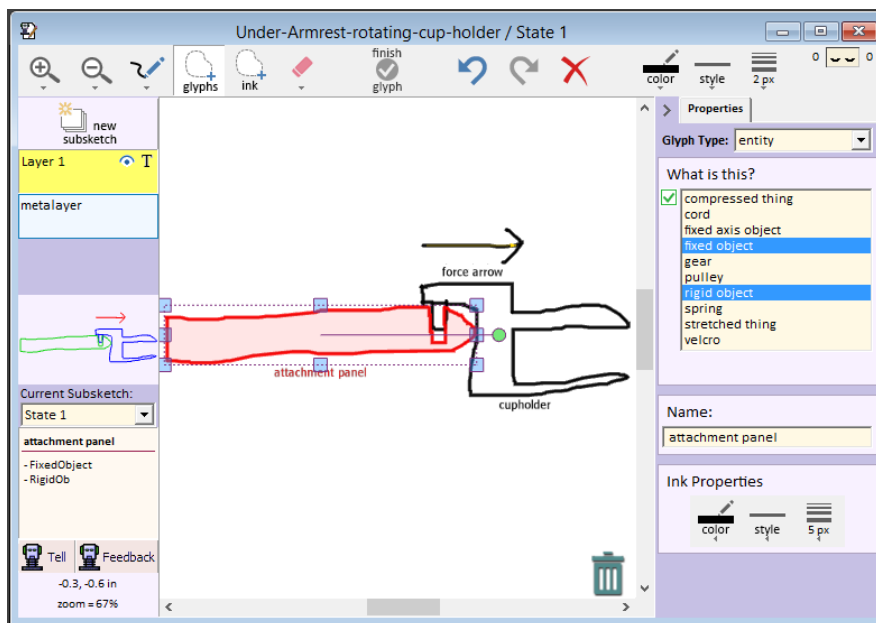 Under-Armrest-rotating-cup-holder / State 1
glyphs
ink
finish
glyph
color
style
2 px
0
0
new
subsketch
Layer 1
T
metalayer
Current Subsketch:
State 1
attachment panel
- FixedObject
- RigidOb
Tell
Feedback
-0.3, -0.6 in
zoom = 67%
force arrow
attachment panel
cupholder
Properties
Glyph Type: entity
What is this?
compressed thing
cord
fixed axis object
fixed object
gear
pulley
rigid object
spring
stretched thing
velcro
Name:
attachment panel
Ink Properties
color
style
5 px